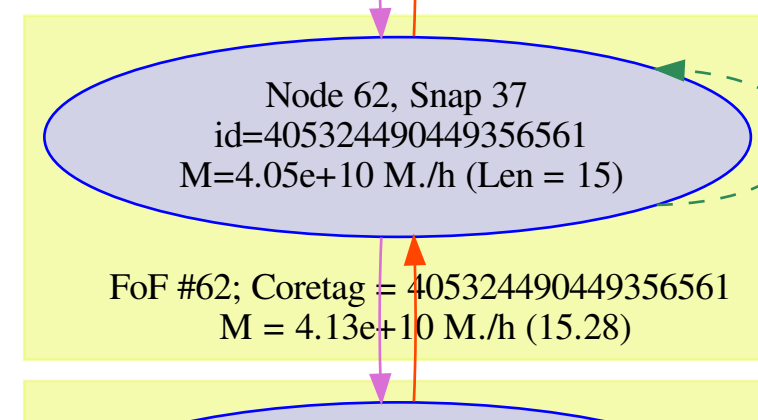 Node 62, Snap 37
id=405324490449356561
M=4.05e+10 M./h (Len = 15)
FoF #62; Coretag = 405324490449356561
M = 4.13e+10 M./h (15.28)